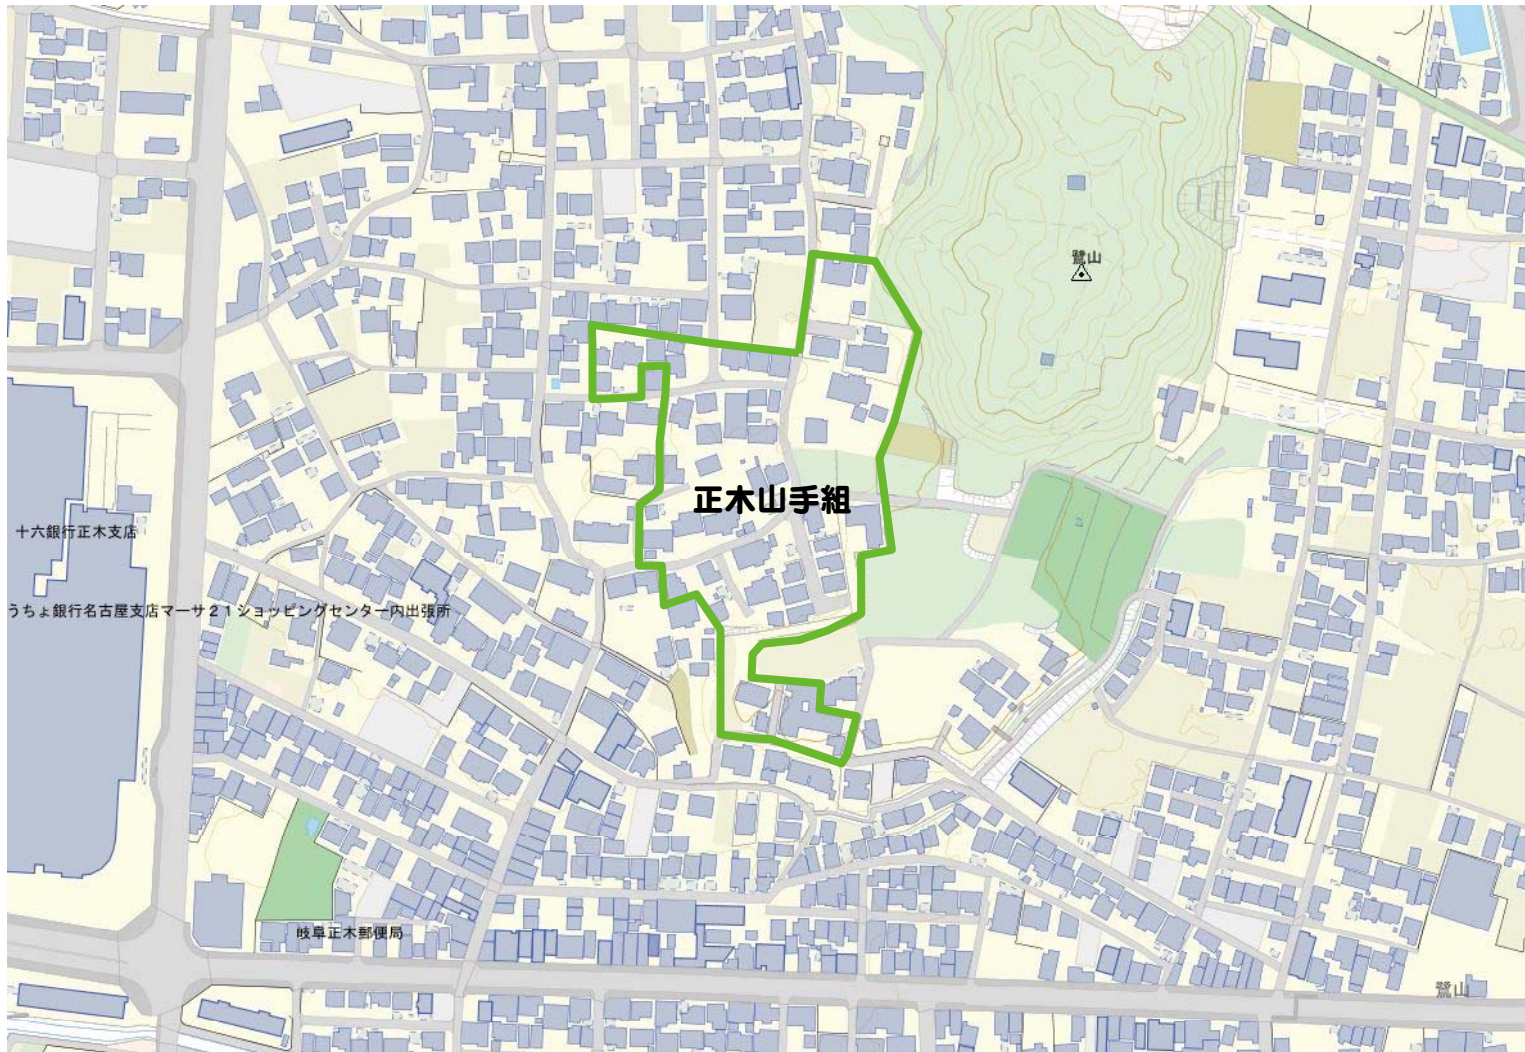 鷺山
正木山手組
十六銀行正木支店
うちょ銀行名古屋支店マーサ21ショッピングセンター内出張所
岐阜正木郵便局
鷺山